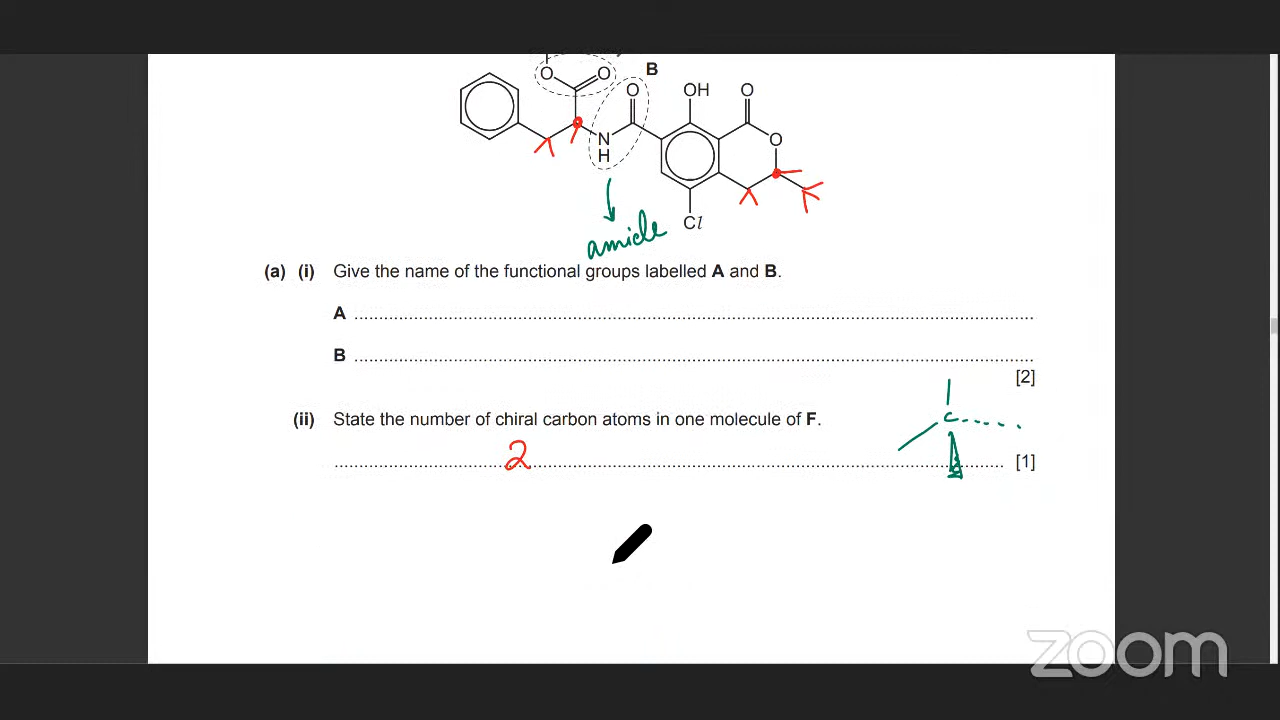 O O B O OH O
N O
H
amide Cl
(a) (i) Give the name of the functional groups labelled A and B.
A ........................................
B ........................................
[2]
(ii) State the number of chiral carbon atoms in one molecule of F.
C
2 ........................................ [1]
zoom